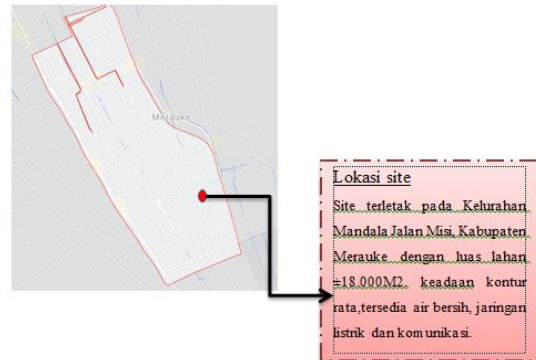 Merauke
Lokasi site
Site terletak pada Kelurahan
Mandala Jalan Misi, Kabupaten
Merauke dengan luas lahan
±18.000M2. keadaan kontur
rata,tersedia air bersih, jaringan
listrik dan komunikasi.